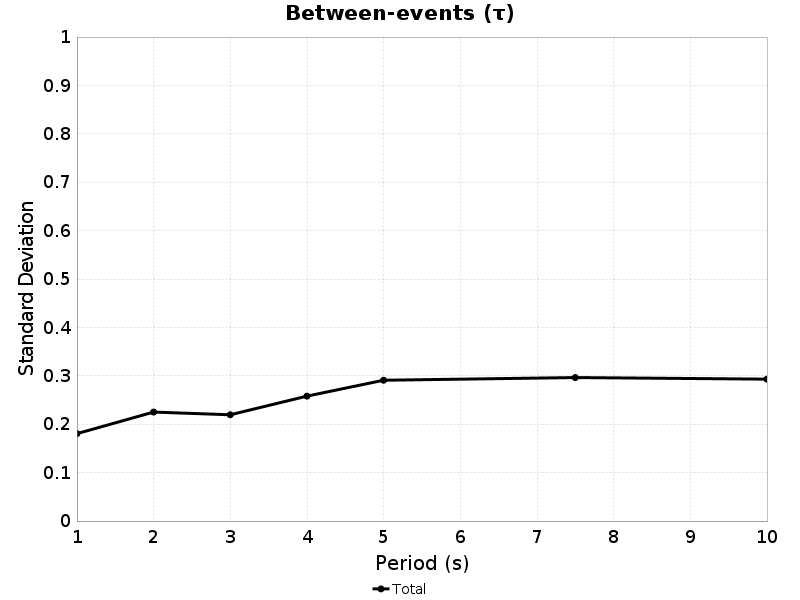 Between-events (τ)
1
0.9
0.8
0.7
0.6
0.5
0.4
0.3
0.2
0.1
0
Standard Deviation
1 2 3 4 5 6 7 8 9 10
Period (s)
Total